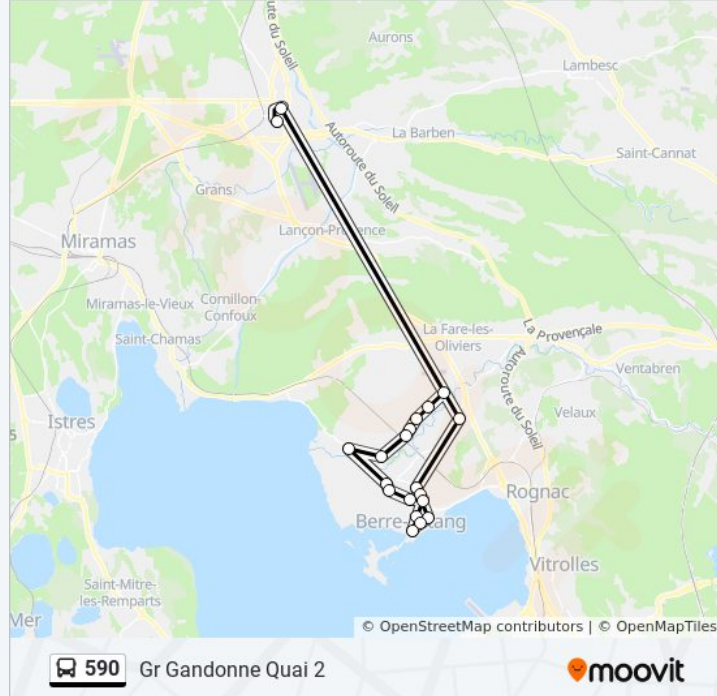 du Soleil
Aurons
Lambesc
Autoroute du Soleil
La Barben
Saint-Cannat
Grans
Lançon-Provence
Miramas
Miramas-le-Vieux
Cornillon-
Confoux
Saint-Chamas
La Fare-les-
Oliviers
La Provençale
Autoroute du Soleil
Ventabren
Istres
5
Velaux
Rognac
Vitrolles
Saint-Mitre-
les-Remparts
Mer
© OpenStreetMap contributors | © OpenMapTiles
590 Gr Gandonne Quai 2
moovit